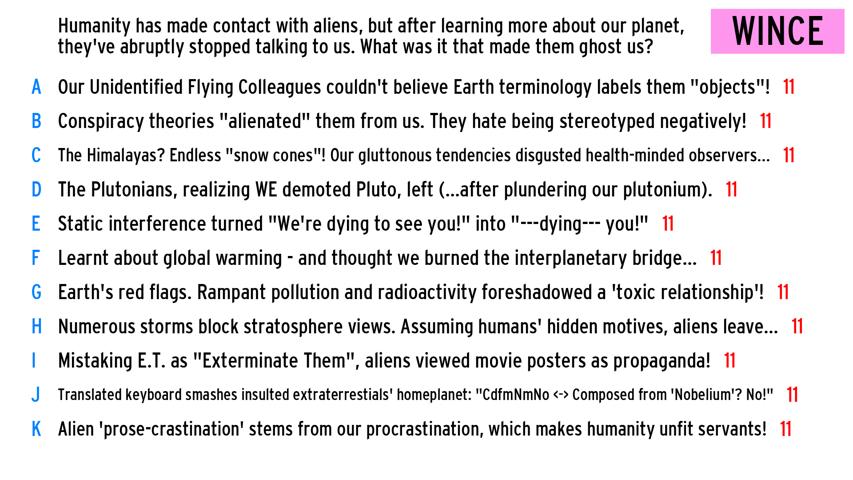 Humanity has made contact with aliens, but after learning more about our planet,
they've abruptly stopped talking to us. What was it that made them ghost us?
WINCE
A Our Unidentified Flying Colleagues couldn't believe Earth terminology labels them "objects"! 11
B Conspiracy theories "alienated" them from us. They hate being stereotyped negatively! 11
C The Himalayas? Endless "snow cones"! Our gluttonous tendencies disgusted health-minded observers... 11
D The Plutonians, realizing WE demoted Pluto, left (...after plundering our plutonium). 11
E Static interference turned "We're dying to see you!" into "---dying--- you!" 11
F Learnt about global warming - and thought we burned the interplanetary bridge... 11
G Earth's red flags. Rampant pollution and radioactivity foreshadowed a 'toxic relationship'! 11
H Numerous storms block stratosphere views. Assuming humans' hidden motives, aliens leave... 11
I Mistaking E.T. as "Exterminate Them", aliens viewed movie posters as propaganda! 11
J Translated keyboard smashes insulted extraterrestials' homeplanet: "CdfmNmNo <-> Composed from 'Nobelium'? No!" 11
K Alien 'prose-crastination' stems from our procrastination, which makes humanity unfit servants! 11